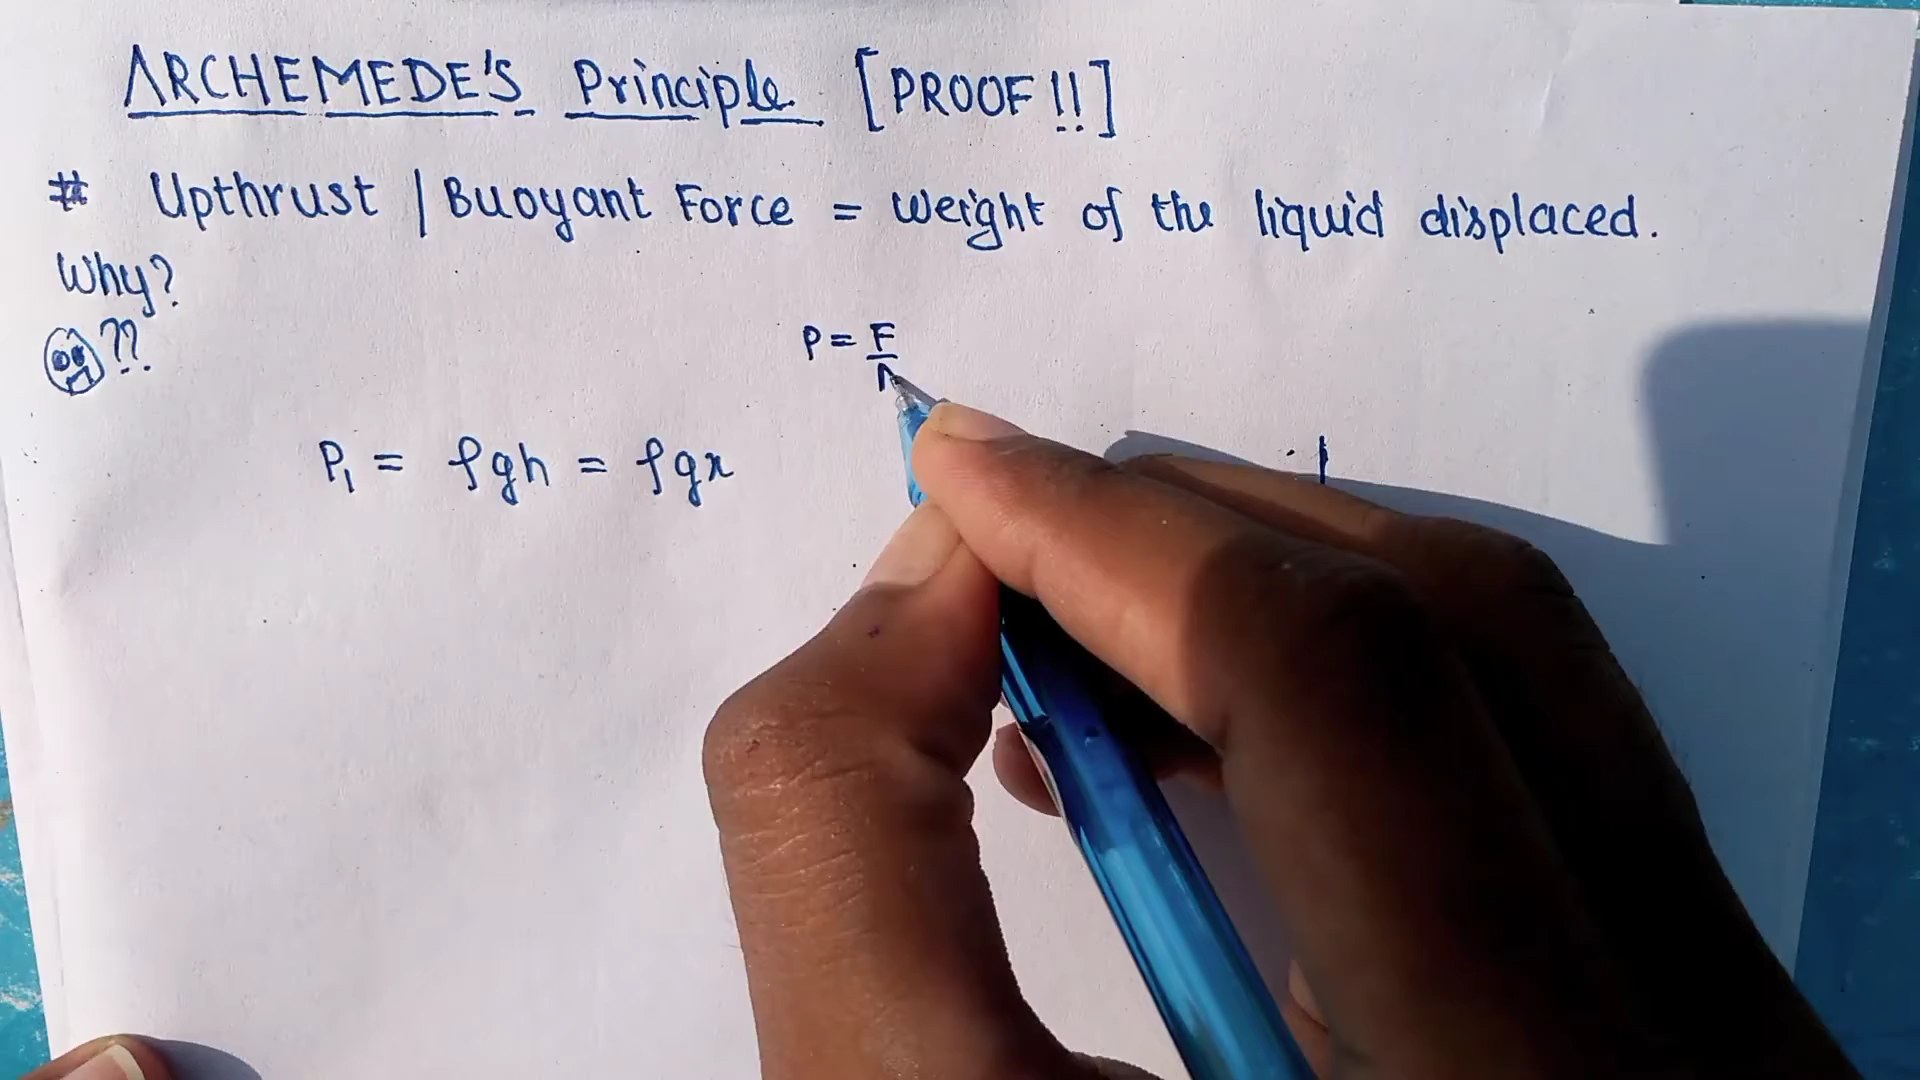 ARCHEMEDE'S Principle [PROOF!!]
# Upthrust / Buoyant Force = Weight of the liquid displaced.
Why?
??
P = F/A
P₁ = ρgh = ρgx